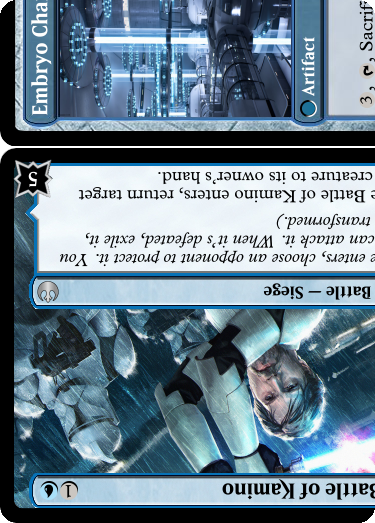 Embryo Cha
Artifact
3, , Sacrif
Battle of Kamino
1
Battle — Siege
e enters, choose an opponent to protect it. You
can attack it. When it's defeated, exile it,
transformed.)
e Battle of Kamino enters, return target
creature to its owner's hand.
5